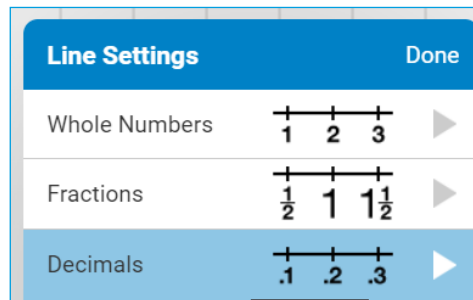 Line Settings Done
Whole Numbers 1 2 3
Fractions ½ 1 1½
Decimals .1 .2 .3